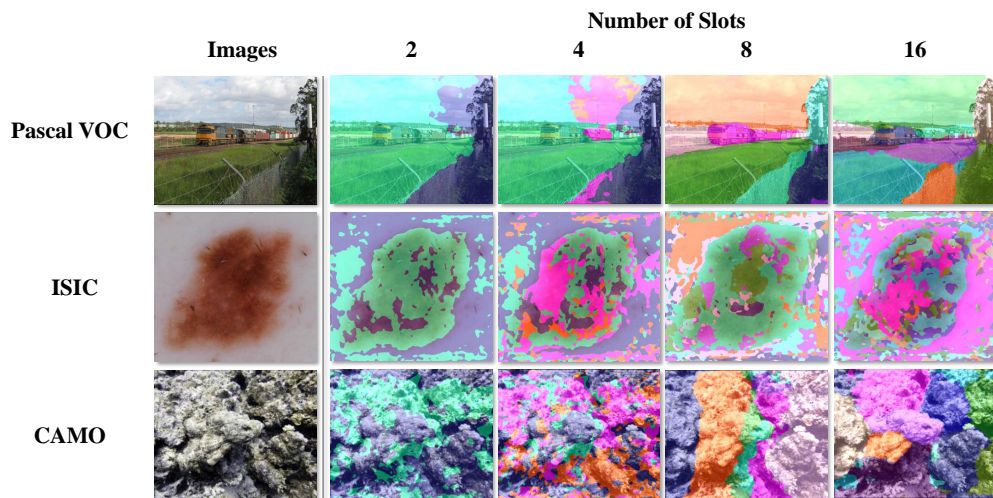 Number of Slots
Images 2 4 8 16
Pascal VOC
ISIC
CAMO